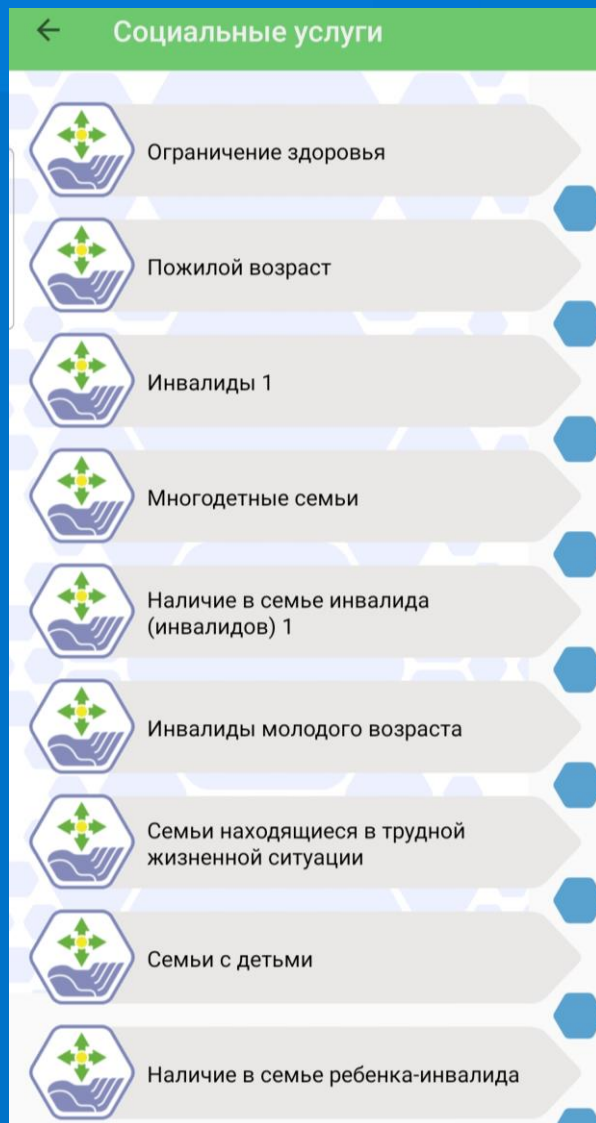 Социальные услуги
Ограничение здоровья
Пожилой возраст
Инвалиды 1
Многодетные семьи
Наличие в семье инвалида
(инвалидов) 1
Инвалиды молодого возраста
Семьи находящиеся в трудной
жизненной ситуации
Семьи с детьми
Наличие в семье ребенка-инвалида